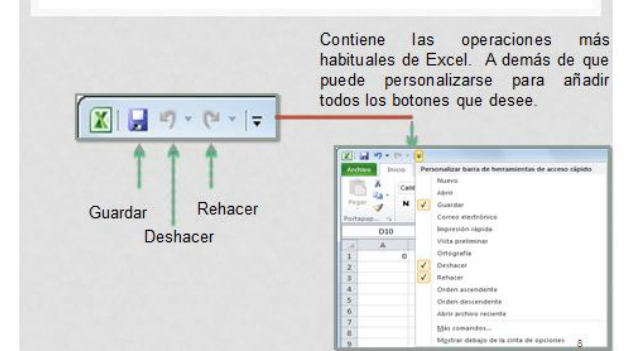 Contiene las operaciones más
habituales de Excel. A demás de que
puede personalizarse para añadir
todos los botones que desee.
Guardar
Deshacer
Rehacer
Archivo Inicio
Personalizar barra de herramientas de acceso rápido
Nuevo
Abrir
Guardar
Correo electrónico
Impresión rápida
Vista preliminar
Ortografía
Deshacer
Rehacer
Orden ascendente
Orden descendente
Abrir archivo reciente
Más comandos...
Mostrar debajo de la cinta de opciones
Pegar
N
Portapap...
D10
A
1 0
2
3
4
5
6
7
8
9
8